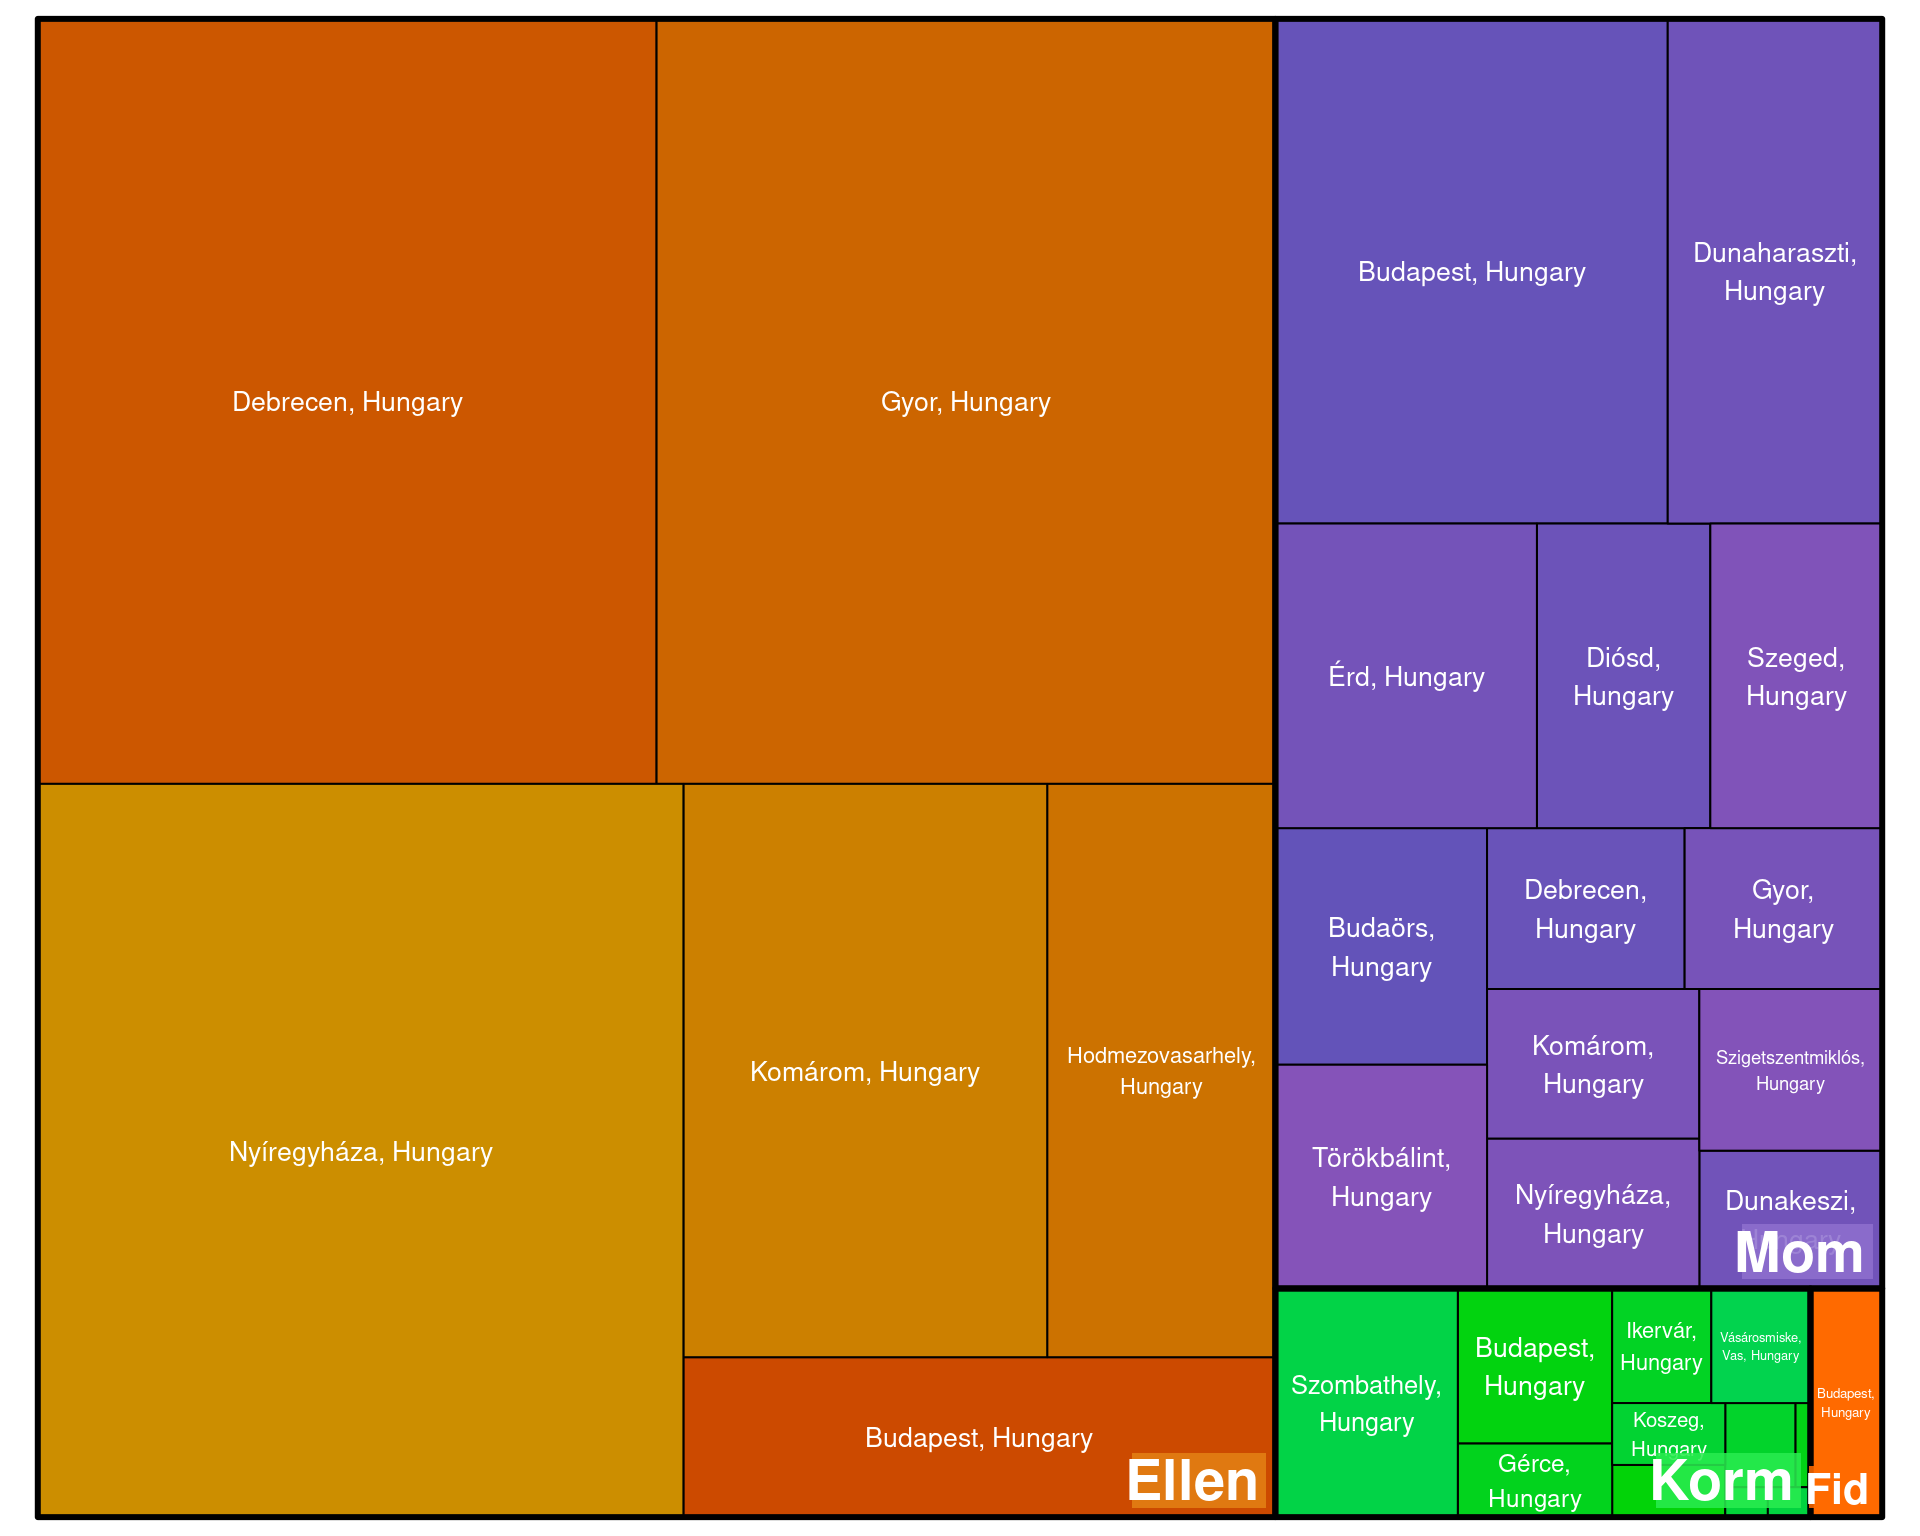 Debrecen, Hungary
Gyor, Hungary
Nyíregyháza, Hungary
Komárom, Hungary
Hodmezovasarhely,
Hungary
Budapest, Hungary
Ellen
Budapest, Hungary
Dunaharaszti,
Hungary
Érd, Hungary
Diósd,
Hungary
Szeged,
Hungary
Budaörs,
Hungary
Debrecen,
Hungary
Gyor,
Hungary
Törökbálint,
Hungary
Komárom,
Hungary
Szigetszentmiklós,
Hungary
Nyíregyháza,
Hungary
Dunakeszi,
Hungary
Mom
Szombathely,
Hungary
Budapest,
Hungary
Gérce,
Hungary
Ikervár,
Hungary
Vásárosmiske,
Vas, Hungary
Koszeg,
Hungary
Korm
Budapest,
Hungary
Fid